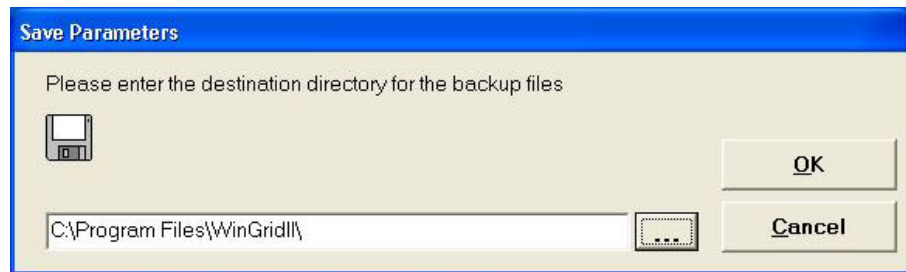 Save Parameters
Please enter the destination directory for the backup files
OK
C:\Program Files\WinGridII\
...
Cancel